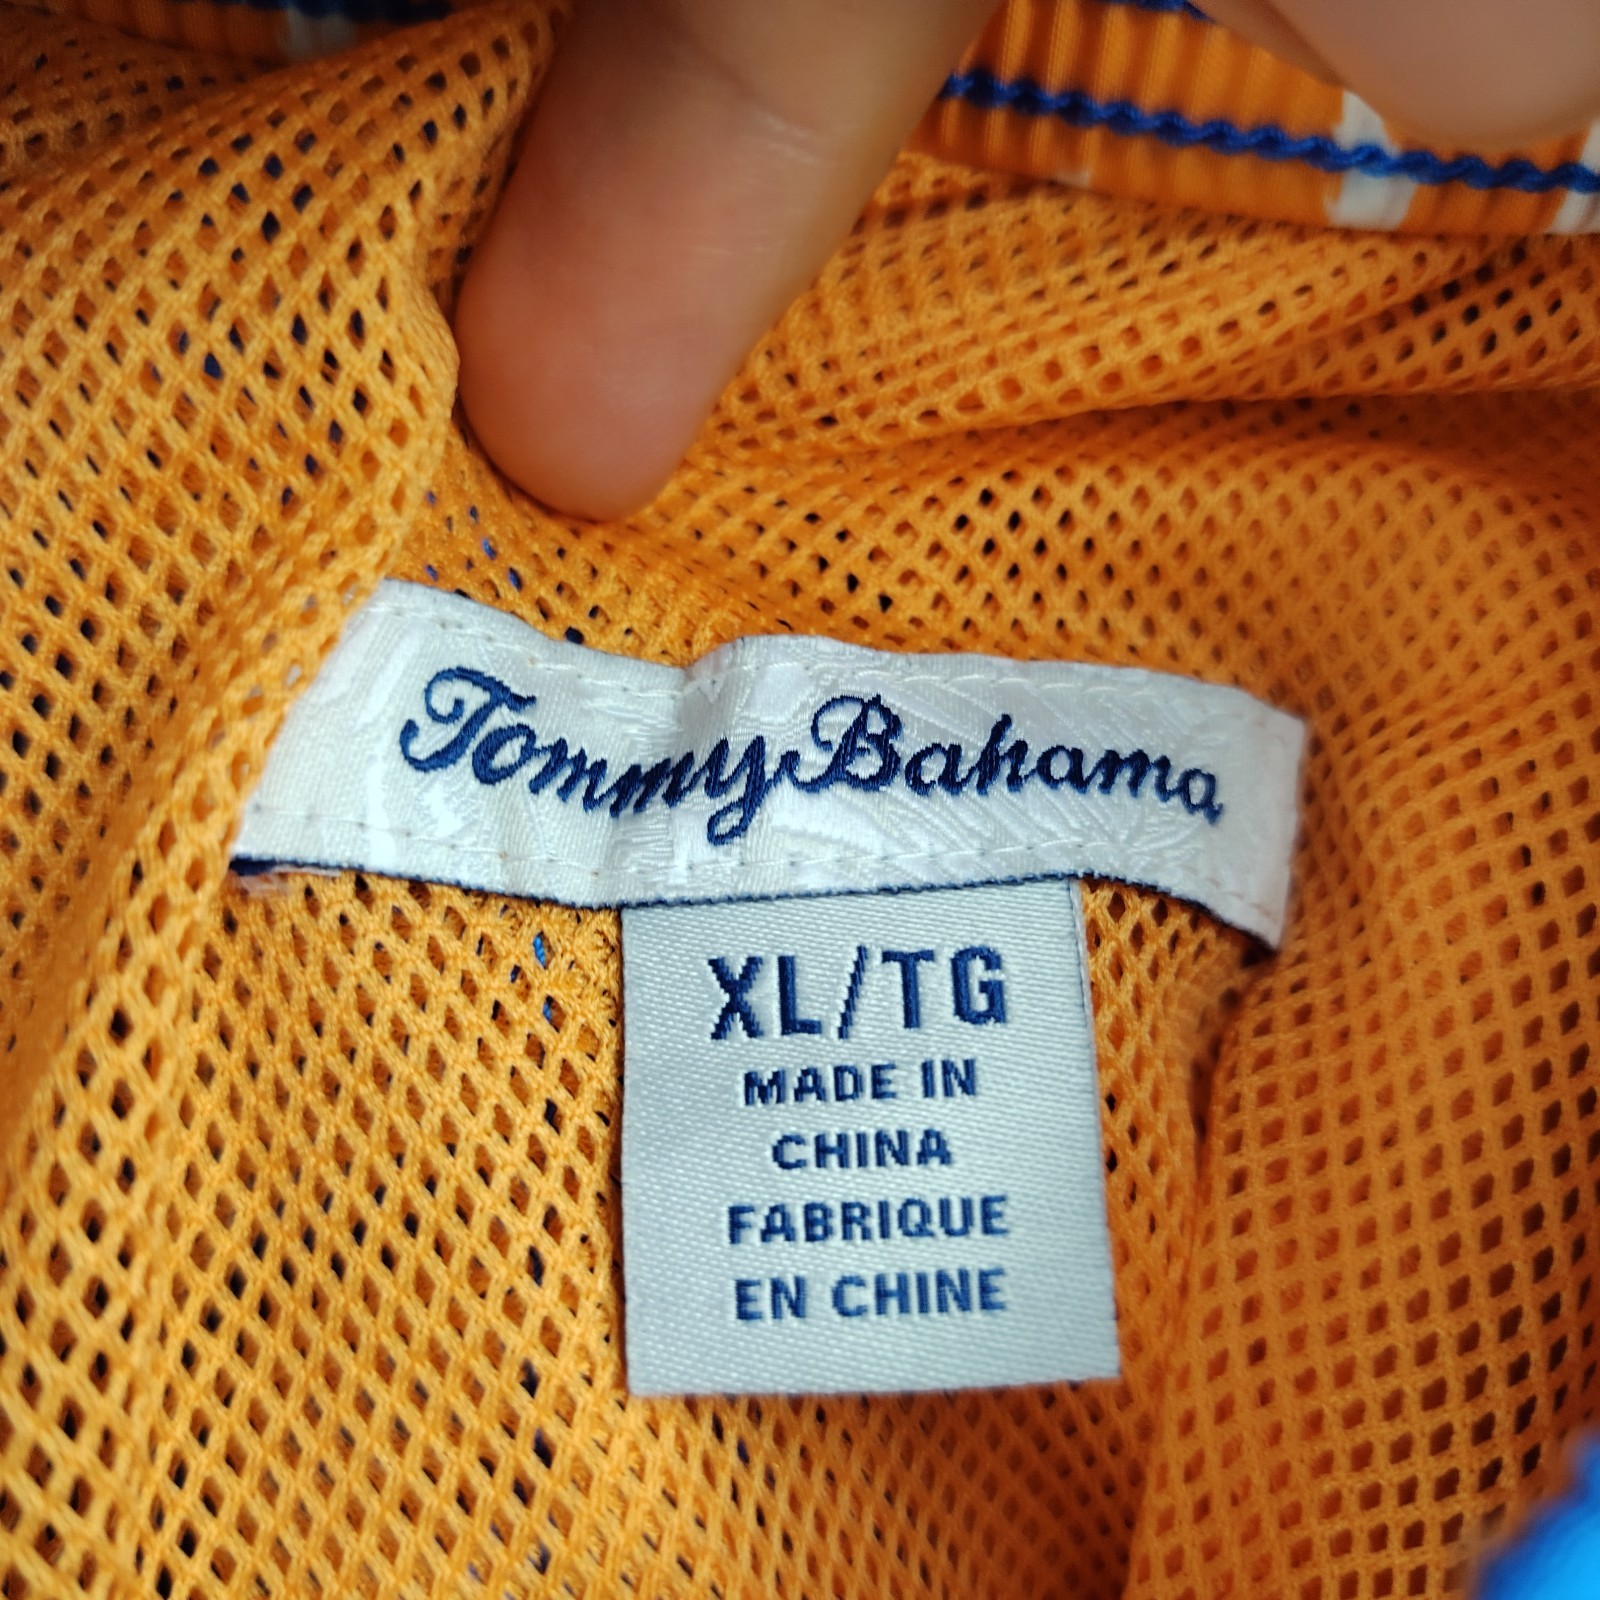 Tommy Bahama
XL/TG
MADE IN
CHINA
FABRIQUE
EN CHINE